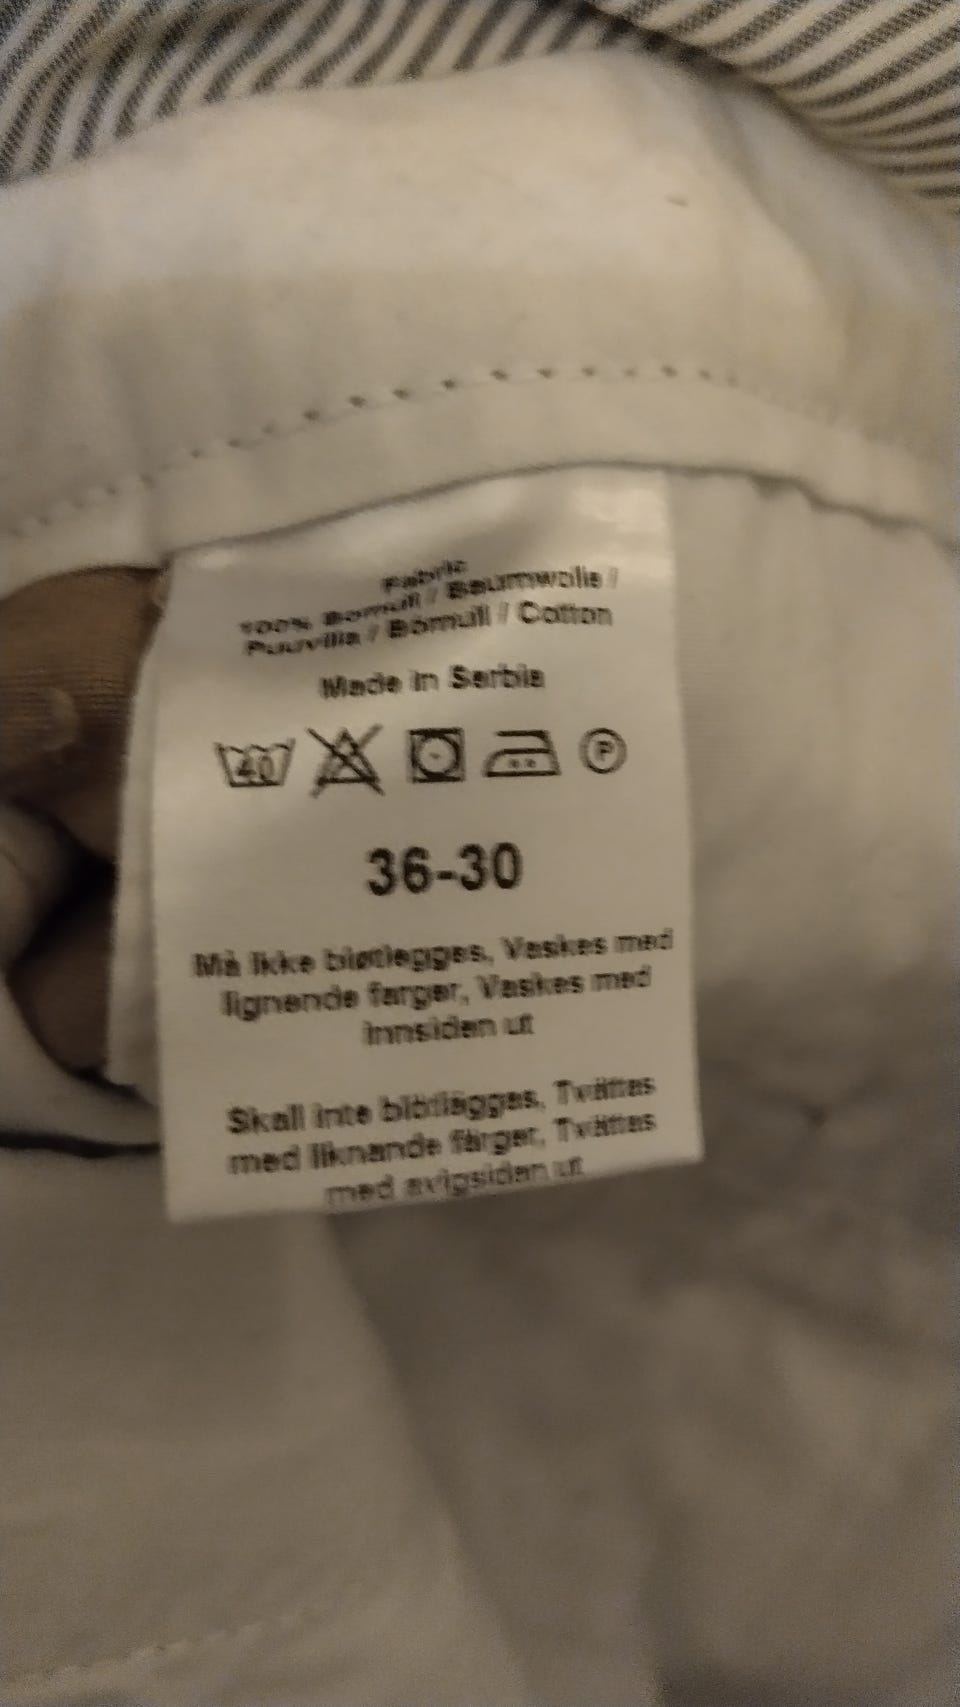 Fabric
100% Bomull / Baumwolle /
Puuvilla / Bomull / Cotton
Made in Serbia
40
P
36-30
Må ikke bløtlegges, Vaskes med
lignende farger, Vaskes med
innsiden ut
Skall inte blötläggas, Tvättas
med liknande färger, Tvättas
med avigsidan ut